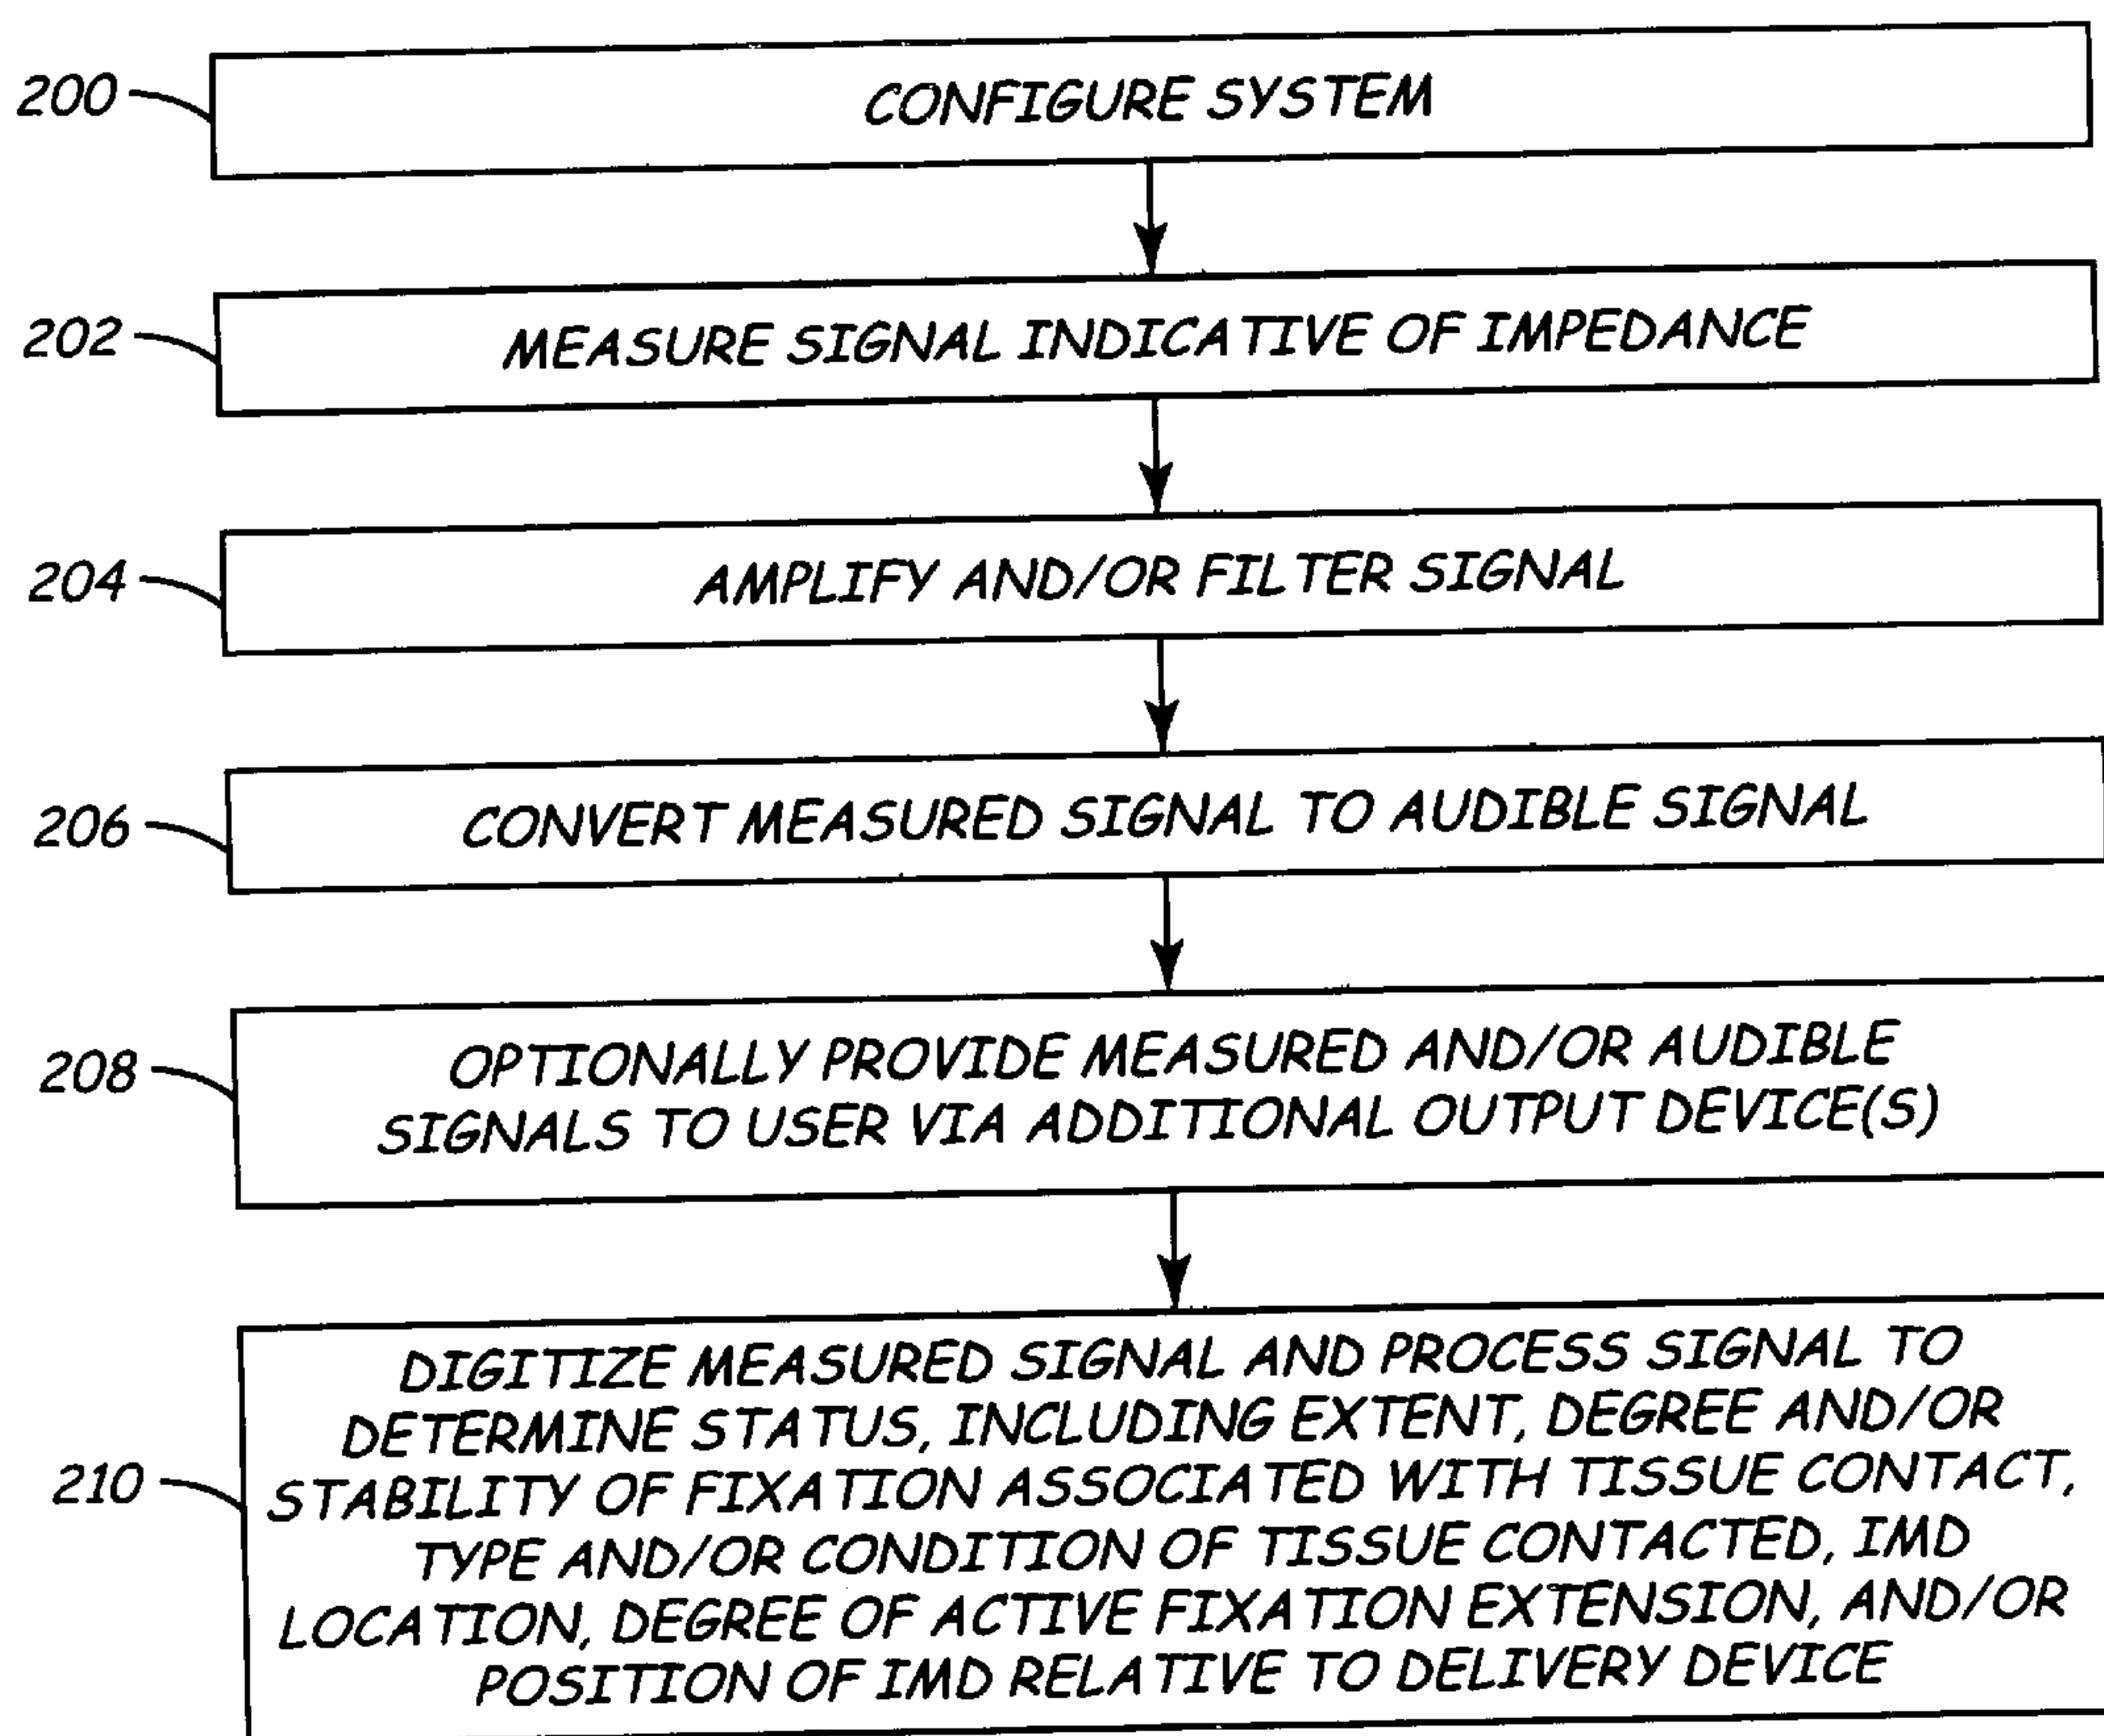 200
CONFIGURE SYSTEM
202
MEASURE SIGNAL INDICATIVE OF IMPEDANCE
204
AMPLIFY AND/OR FILTER SIGNAL
206
CONVERT MEASURED SIGNAL TO AUDIBLE SIGNAL
208
OPTIONALLY PROVIDE MEASURED AND/OR AUDIBLE
SIGNALS TO USER VIA ADDITIONAL OUTPUT DEVICE(S)
210
DIGITIZE MEASURED SIGNAL AND PROCESS SIGNAL TO
DETERMINE STATUS, INCLUDING EXTENT, DEGREE AND/OR
STABILITY OF FIXATION ASSOCIATED WITH TISSUE CONTACT,
TYPE AND/OR CONDITION OF TISSUE CONTACTED, IMD
LOCATION, DEGREE OF ACTIVE FIXATION EXTENSION, AND/OR
POSITION OF IMD RELATIVE TO DELIVERY DEVICE